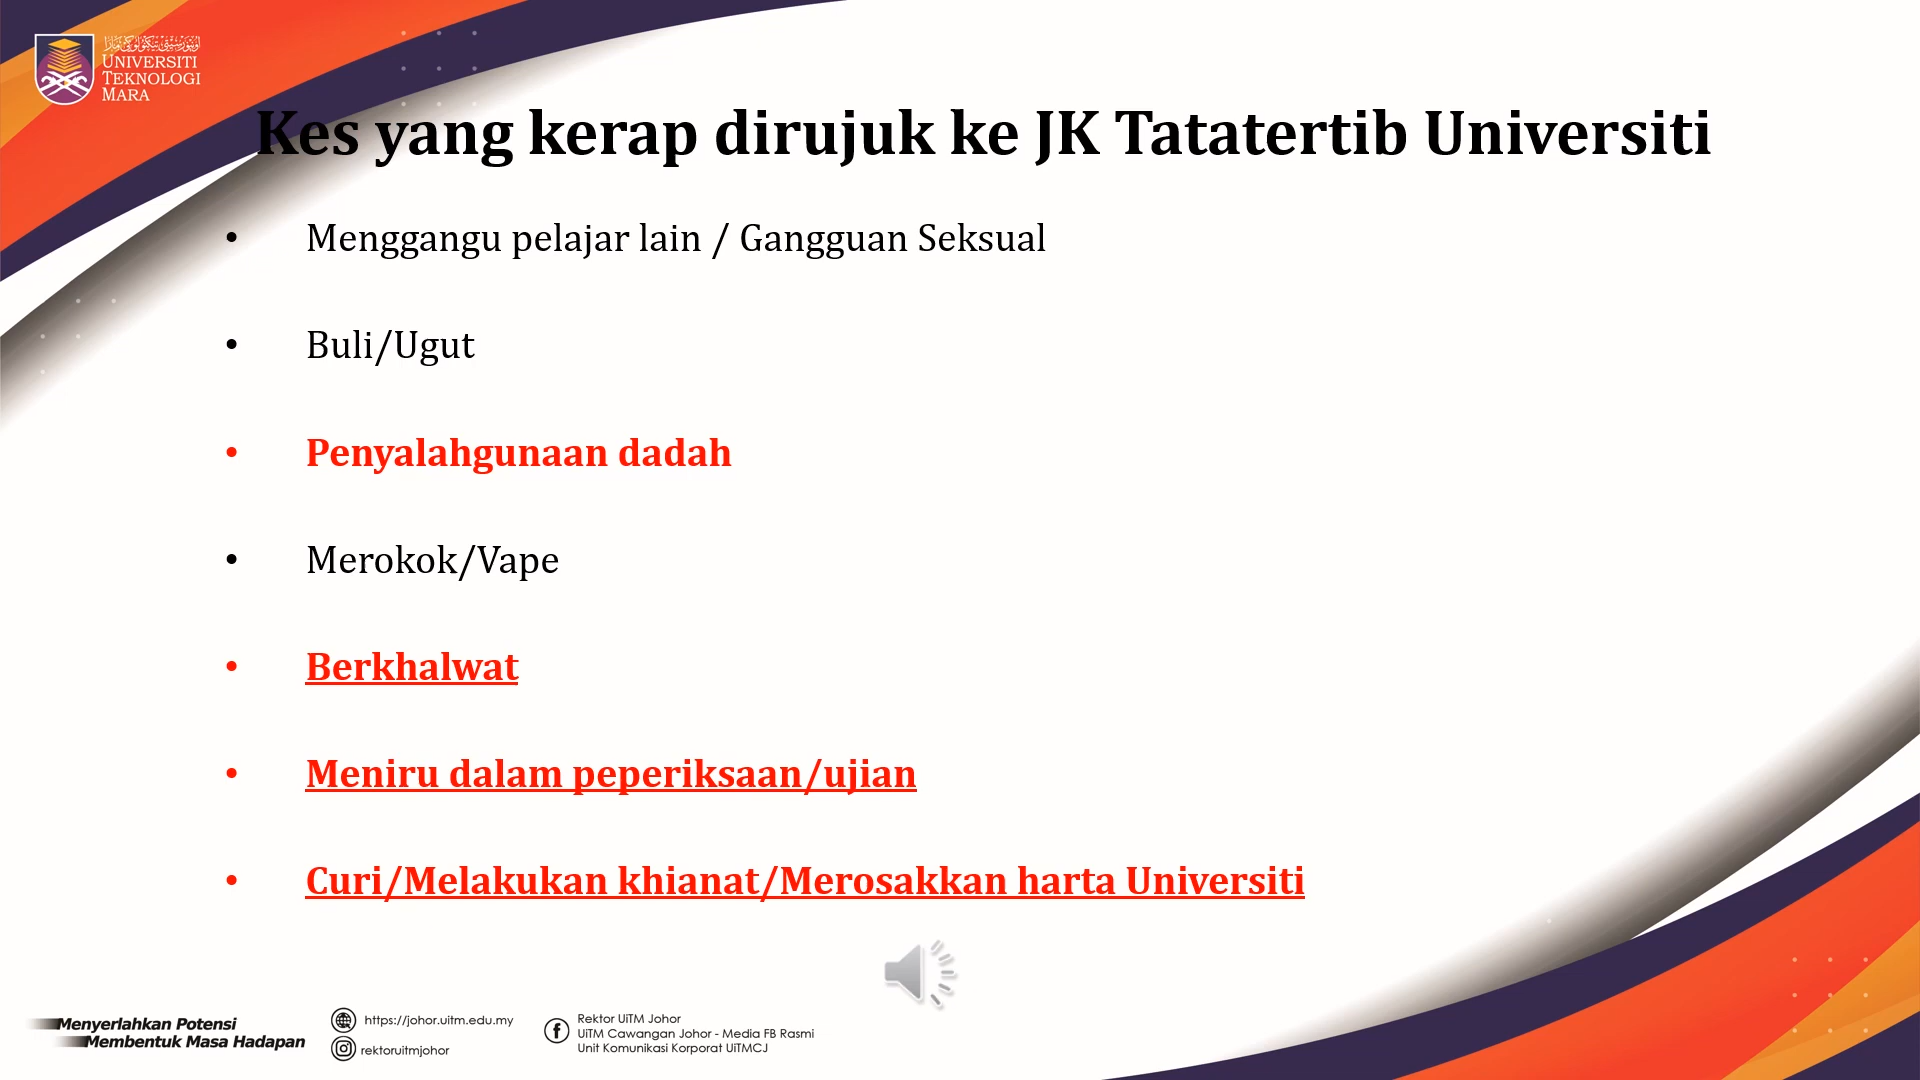 UNIVERSITI
TEKNOLOGI
MARA
Kes yang kerap dirujuk ke JK Tatatertib Universiti
• Menggangu pelajar lain / Gangguan Seksual
• Buli/Ugut
• Penyalahgunaan dadah
• Merokok/Vape
• Berkhalwat
• Meniru dalam peperiksaan/ujian
• Curi/Melakukan khianat/Merosakkan harta Universiti
Menyerlahkan Potensi
Membentuk Masa Hadapan
https://johor.uitm.edu.my
rektoruitmjohor
Rektor UiTM Johor
UiTM Cawangan Johor - Media FB Rasmi
Unit Komunikasi Korporat UiTMCJ